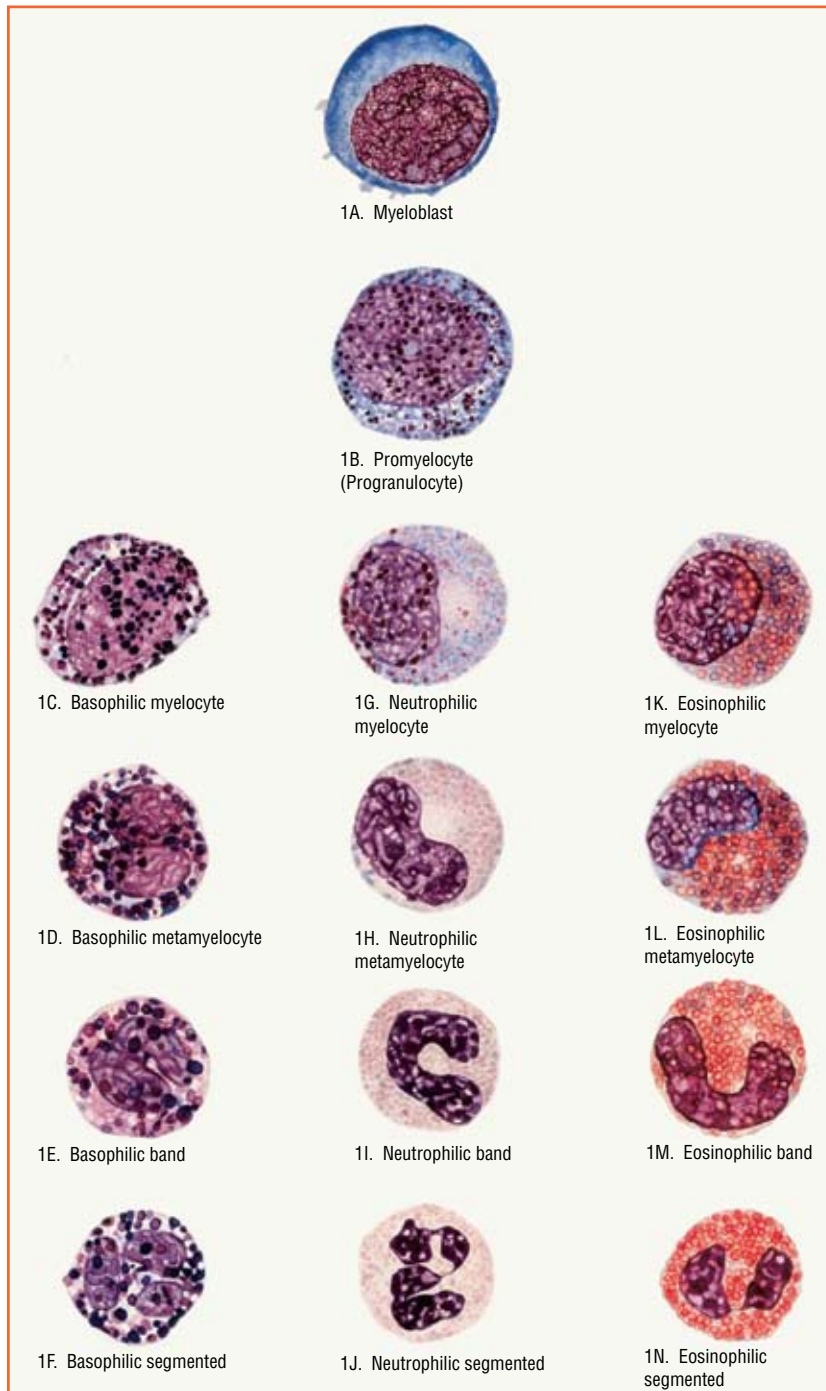 1A. Myeloblast
1B. Promyelocyte
(Progranulocyte)
1C. Basophilic myelocyte
1G. Neutrophilic
myelocyte
1K. Eosinophilic
myelocyte
1D. Basophilic metamyelocyte
1H. Neutrophilic
metamyelocyte
1L. Eosinophilic
metamyelocyte
1E. Basophilic band
1I. Neutrophilic band
1M. Eosinophilic band
1F. Basophilic segmented
1J. Neutrophilic segmented
1N. Eosinophilic
segmented